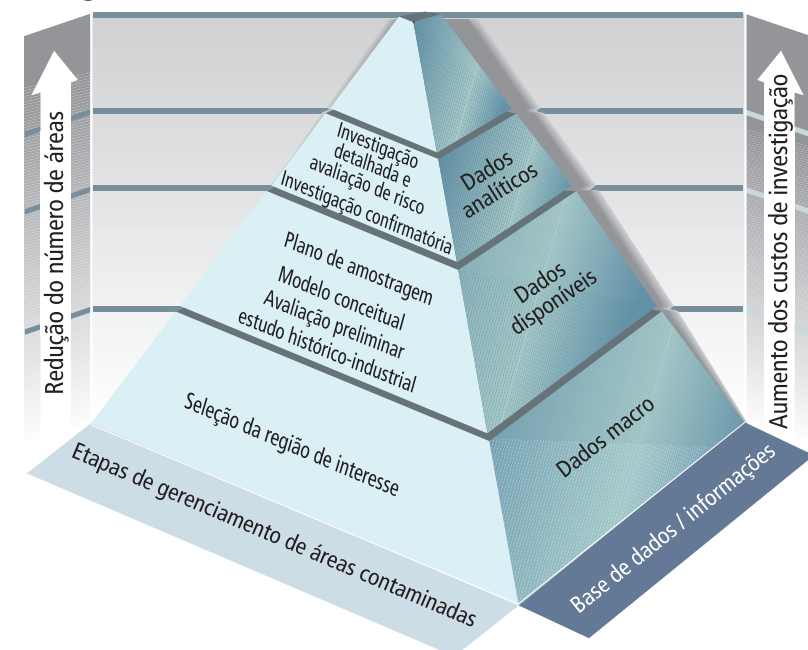 Redução do número de áreas
Investigação
detalhada e
avaliação de risco
Investigação confirmatória
Plano de amostragem
Modelo conceitual
Avaliação preliminar
estudo histórico-industrial
Seleção da região de interesse
Etapas de gerenciamento de áreas contaminadas
Dados
analíticos
Dados
disponíveis
Dados macro
Base de dados / informações
Aumento dos custos de investigação